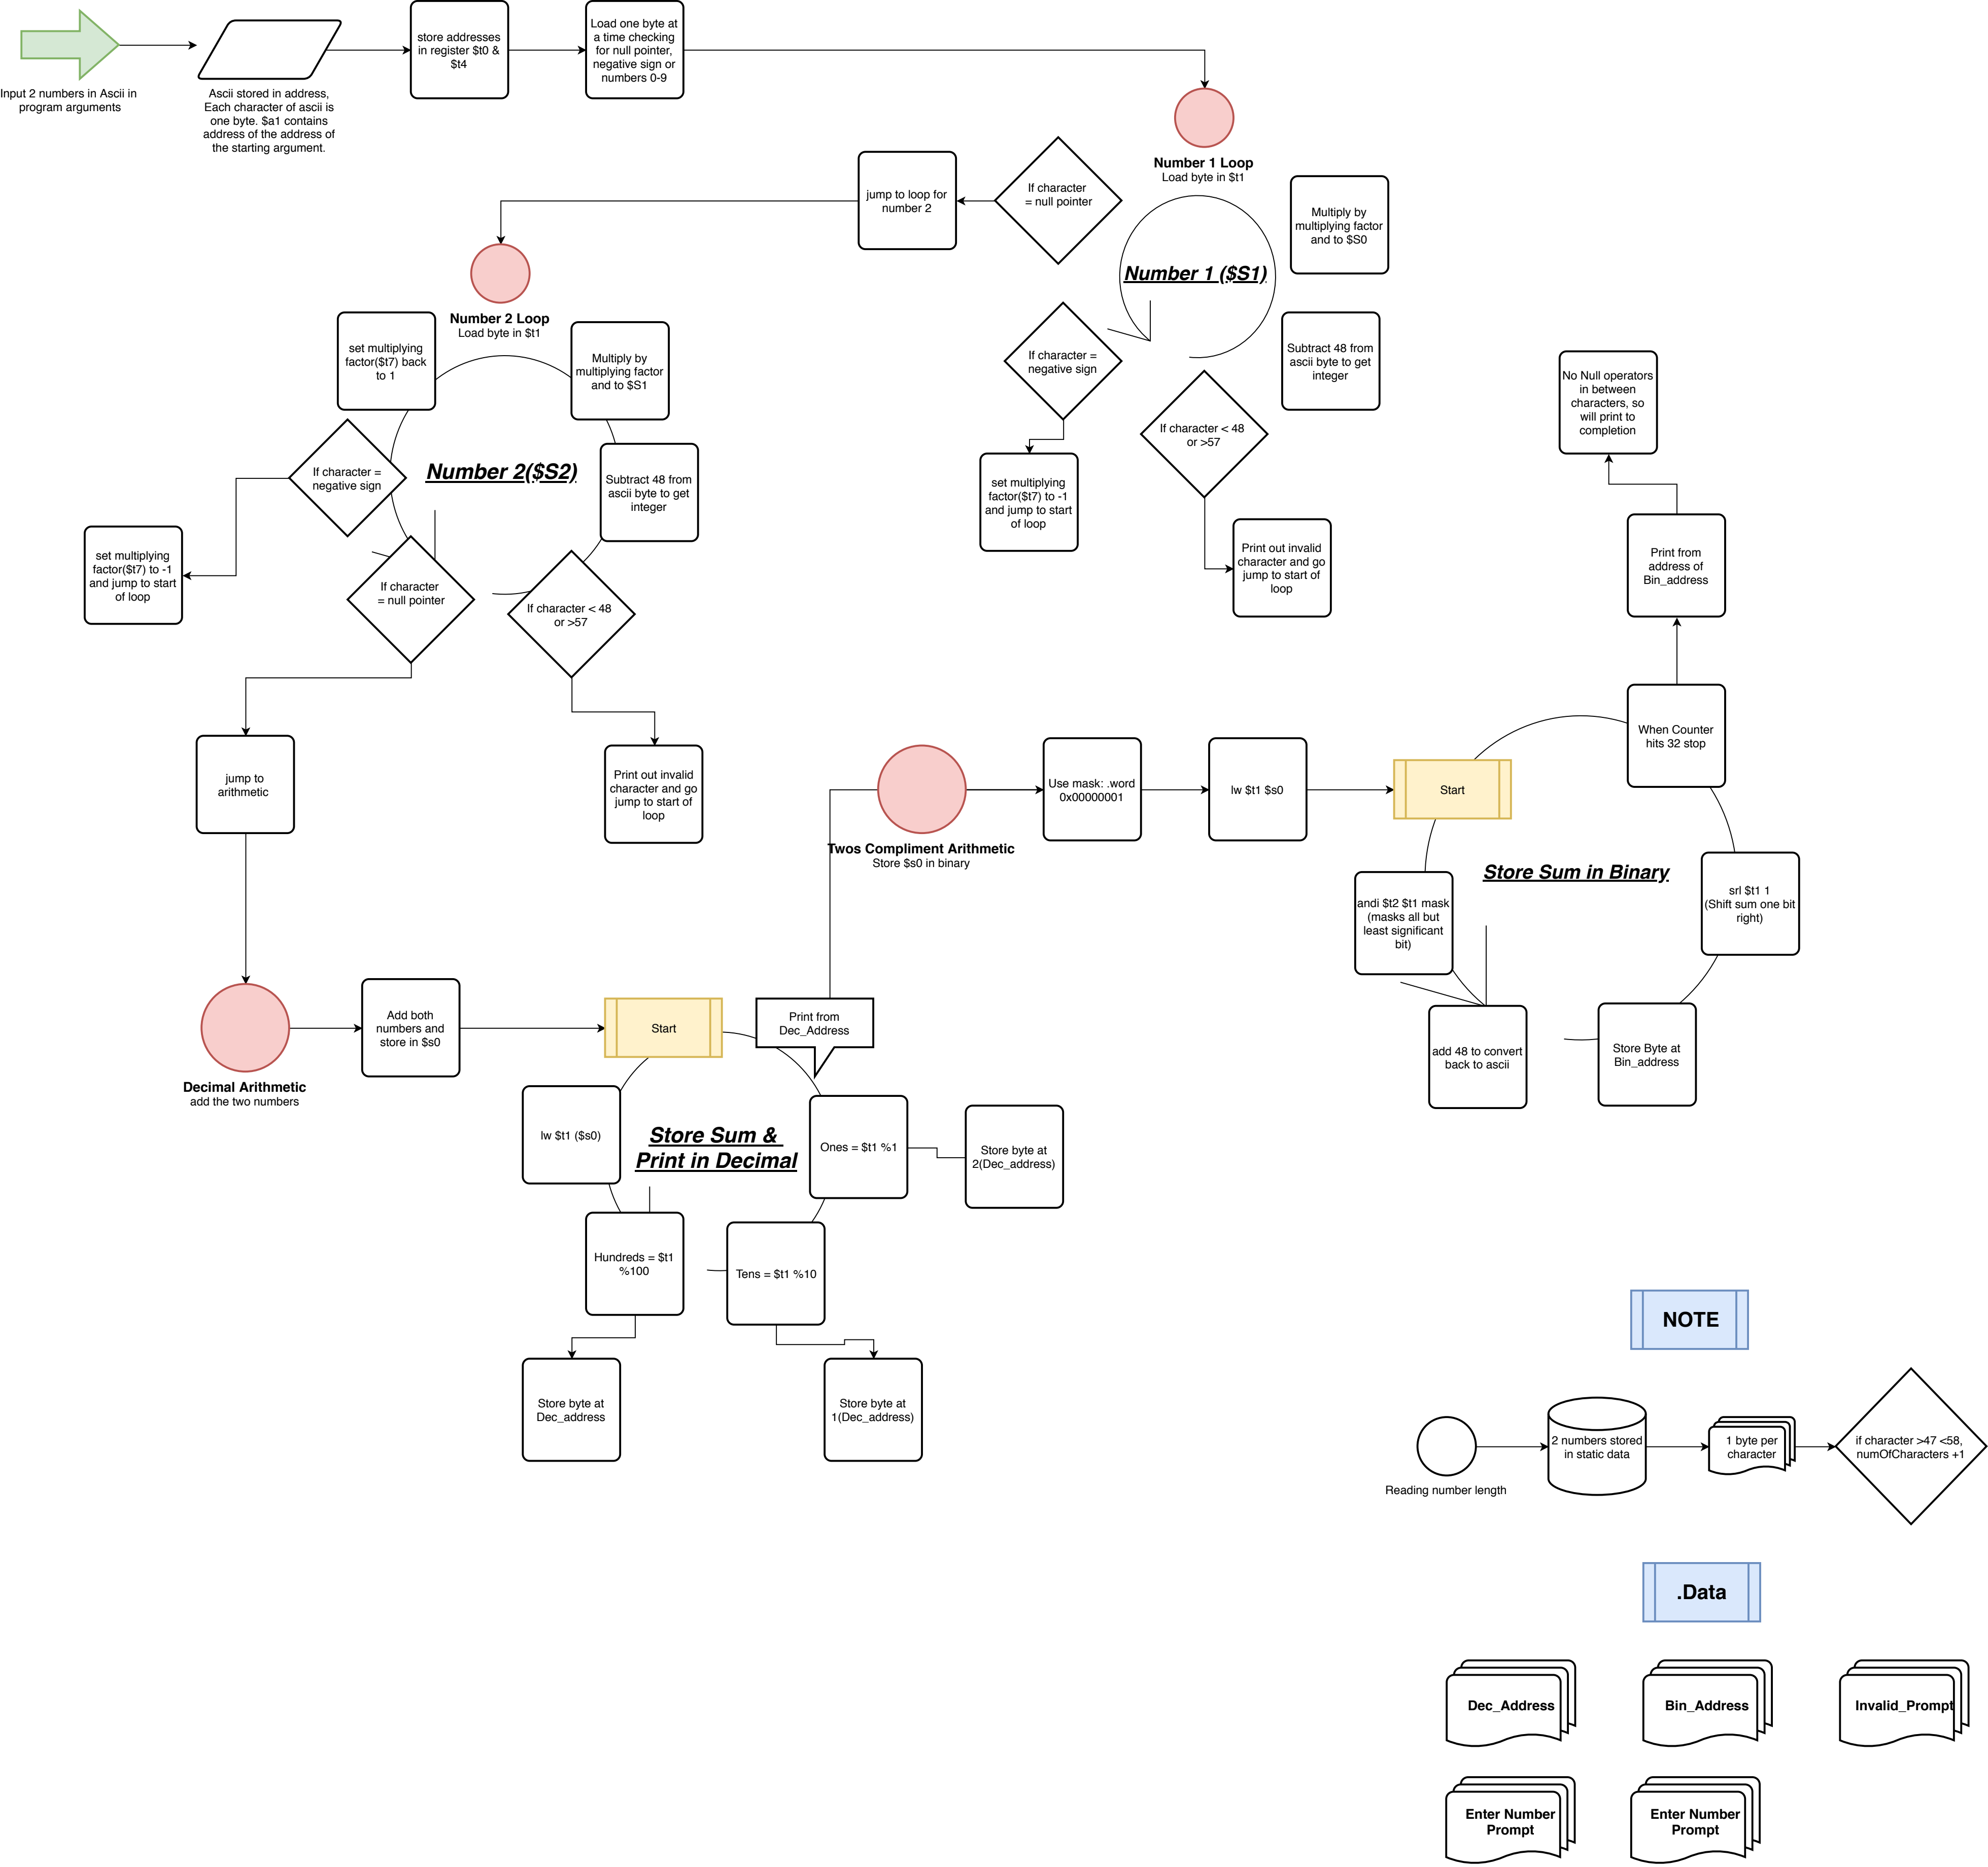 Input 2 numbers in Ascii in
program arguments
Ascii stored in address,
Each character of ascii is
one byte. $a1 contains
address of the address of
the starting argument.
store addresses
in register $t0 &
$t4
Load one byte at
a time checking
for null pointer,
negative sign or
numbers 0-9
Number 1 Loop
Load byte in $t1
If character
= null pointer
jump to loop for
number 2
Multiply by
multiplying factor
and to $S0
Number 1 ($S1)
Subtract 48 from
ascii byte to get
integer
If character =
negative sign
If character < 48
or >57
set multiplying
factor($t7) to -1
and jump to start
of loop
Print out invalid
character and go
jump to start of
loop
Number 2 Loop
Load byte in $t1
set multiplying
factor($t7) back
to 1
Multiply by
multiplying factor
and to $S1
If character =
negative sign
Number 2($S2)
Subtract 48 from
ascii byte to get
integer
set multiplying
factor($t7) to -1
and jump to start
of loop
If character
= null pointer
If character < 48
or >57
jump to
arithmetic
Print out invalid
character and go
jump to start of
loop
Decimal Arithmetic
add the two numbers
Add both
numbers and
store in $s0
Start
Print from
Dec_Address
lw $t1 ($s0)
Store Sum &
Print in Decimal
Ones = $t1 %1
Store byte at
2(Dec_address)
Hundreds = $t1
%100
Tens = $t1 %10
Store byte at
Dec_address
Store byte at
1(Dec_address)
Twos Compliment Arithmetic
Store $s0 in binary
Use mask: .word
0x00000001
lw $t1 $s0
Start
No Null operators
in between
characters, so
will print to
completion
Print from
address of
Bin_address
When Counter
hits 32 stop
Store Sum in Binary
srl $t1 1
(Shift sum one bit
right)
andi $t2 $t1 mask
(masks all but
least significant
bit)
add 48 to convert
back to ascii
Store Byte at
Bin_address
NOTE
Reading number length
2 numbers stored
in static data
1 byte per
character
if character >47 <58,
numOfCharacters +1
.Data
Dec_Address
Bin_Address
Invalid_Prompt
Enter Number
Prompt
Enter Number
Prompt